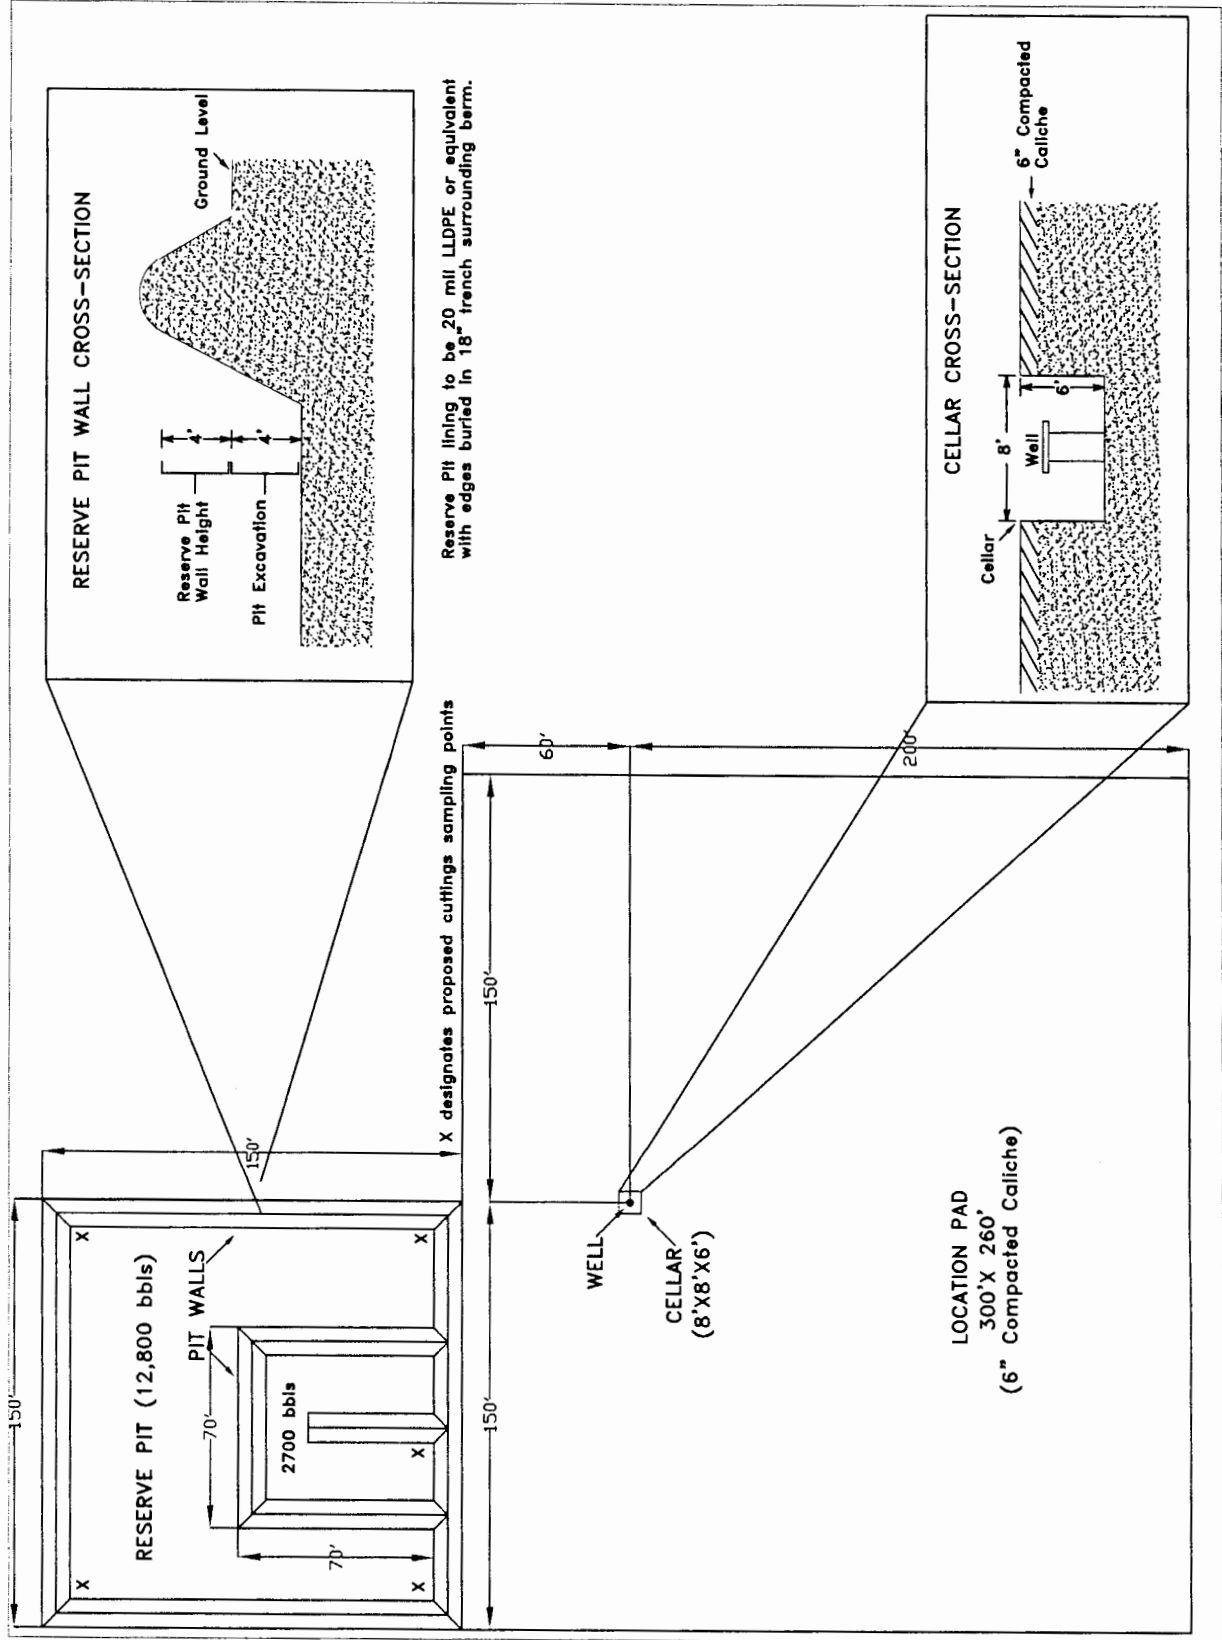 RESERVE PIT WALL CROSS-SECTION
Reserve Pit
Wall Height
Pit Excavation
4'
4'
Ground Level
Reserve Pit lining to be 20 mil LLDPE or equivalent
with edges buried in 18" trench surrounding berm.
150'
150'
RESERVE PIT (12,800 bbls)
PIT WALLS
70'
70'
2700 bbls
X
X
X
X
X
X designates proposed cuttings sampling points
150'
150'
60'
200'
WELL
CELLAR
(8'X8'X6')
LOCATION PAD
300'X 260'
(6" Compacted Caliche)
CELLAR CROSS-SECTION
Cellar
8'
Well
6'
6" Compacted
Caliche